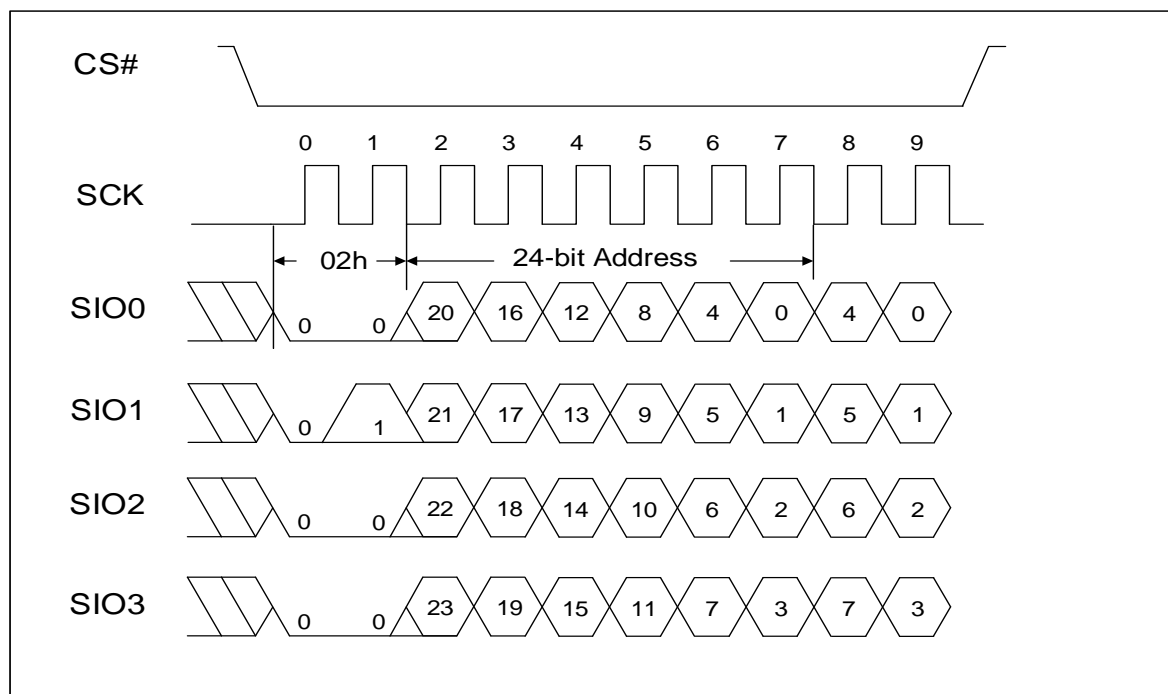 CS#
0 1 2 3 4 5 6 7 8 9
SCK
02h 24-bit Address
SIO0 0 0 20 16 12 8 4 0 4 0
SIO1 0 1 21 17 13 9 5 1 5 1
SIO2 0 0 22 18 14 10 6 2 6 2
SIO3 0 0 23 19 15 11 7 3 7 3